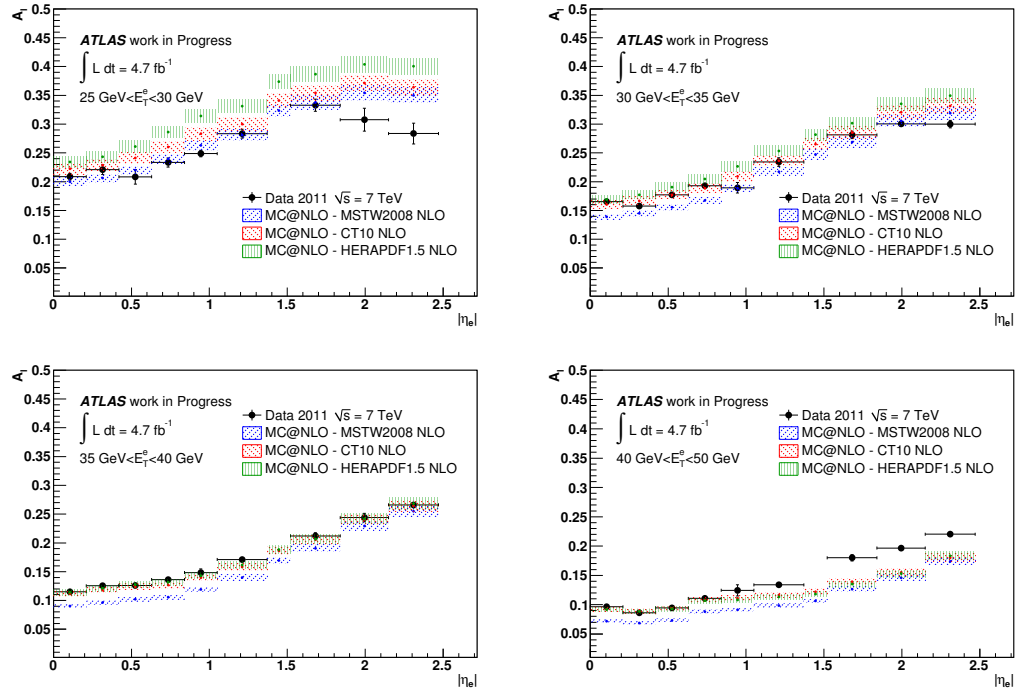 A_l
0.5
0.45
0.4
0.35
0.3
0.25
0.2
0.15
0.1
0.05
ATLAS work in Progress
∫ L dt = 4.7 fb⁻¹
25 GeV<E_T^e<30 GeV
Data 2011 √s = 7 TeV
MC@NLO - MSTW2008 NLO
MC@NLO - CT10 NLO
MC@NLO - HERAPDF1.5 NLO
0 0.5 1 1.5 2 2.5
|η_e|
A_l
0.5
0.45
0.4
0.35
0.3
0.25
0.2
0.15
0.1
0.05
ATLAS work in Progress
∫ L dt = 4.7 fb⁻¹
30 GeV<E_T^e<35 GeV
Data 2011 √s = 7 TeV
MC@NLO - MSTW2008 NLO
MC@NLO - CT10 NLO
MC@NLO - HERAPDF1.5 NLO
0 0.5 1 1.5 2 2.5
|η_e|
A_l
0.5
0.45
0.4
0.35
0.3
0.25
0.2
0.15
0.1
0.05
ATLAS work in Progress
∫ L dt = 4.7 fb⁻¹
35 GeV<E_T^e<40 GeV
Data 2011 √s = 7 TeV
MC@NLO - MSTW2008 NLO
MC@NLO - CT10 NLO
MC@NLO - HERAPDF1.5 NLO
0 0.5 1 1.5 2 2.5
|η_e|
A_l
0.5
0.45
0.4
0.35
0.3
0.25
0.2
0.15
0.1
0.05
ATLAS work in Progress
∫ L dt = 4.7 fb⁻¹
40 GeV<E_T^e<50 GeV
Data 2011 √s = 7 TeV
MC@NLO - MSTW2008 NLO
MC@NLO - CT10 NLO
MC@NLO - HERAPDF1.5 NLO
0 0.5 1 1.5 2 2.5
|η_e|